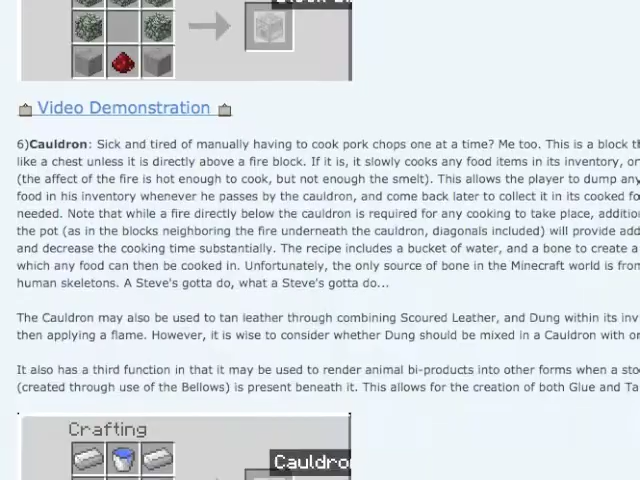 Video Demonstration
6)Cauldron: Sick and tired of manually having to cook pork chops one at a time? Me too. This is a block
like a chest unless it is directly above a fire block. If it is, it slowly cooks any food items in its inventory,
(the affect of the fire is hot enough to cook, but not enough the smelt). This allows the player to dump any
food in his inventory whenever he passes by the cauldron, and come back later to collect it in its cooked
needed. Note that while a fire directly below the cauldron is required for any cooking to take place,
the pot (as in the blocks neighboring the fire underneath the cauldron, diagonals included) will provide
and decrease the cooking time substantially. The recipe includes a bucket of water, and a bone to create a
which any food can then be cooked in. Unfortunately, the only source of bone in the Minecraft world is
human skeletons. A Steve's gotta do, what a Steve's gotta do...
The Cauldron may also be used to tan leather through combining Scoured Leather, and Dung within its
then applying a flame. However, it is wise to consider whether Dung should be mixed in a Cauldron with
It also has a third function in that it may be used to render animal bi-products into other forms when a
(created through use of the Bellows) is present beneath it. This allows for the creation of both Glue and
Crafting
Cauldron